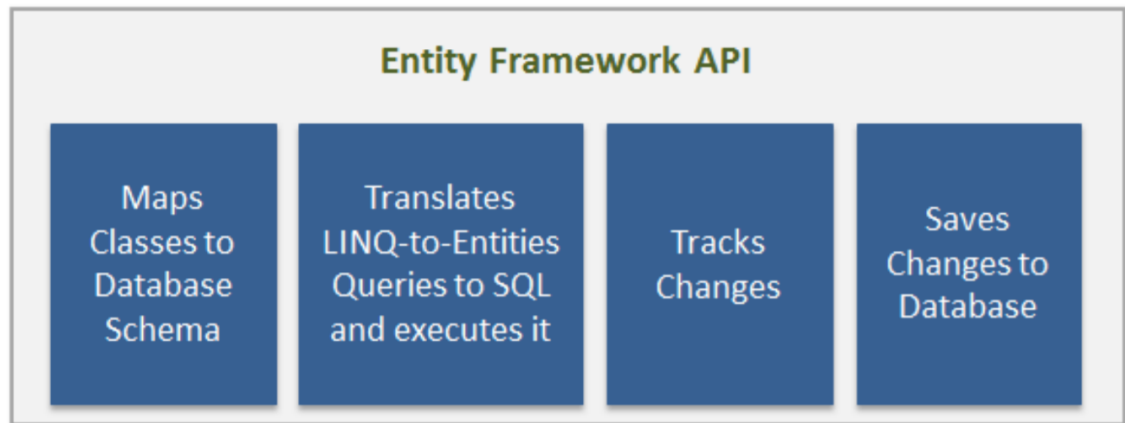 Entity Framework API
Maps
Classes to
Database
Schema
Translates
LINQ-to-Entities
Queries to SQL
and executes it
Tracks
Changes
Saves
Changes to
Database